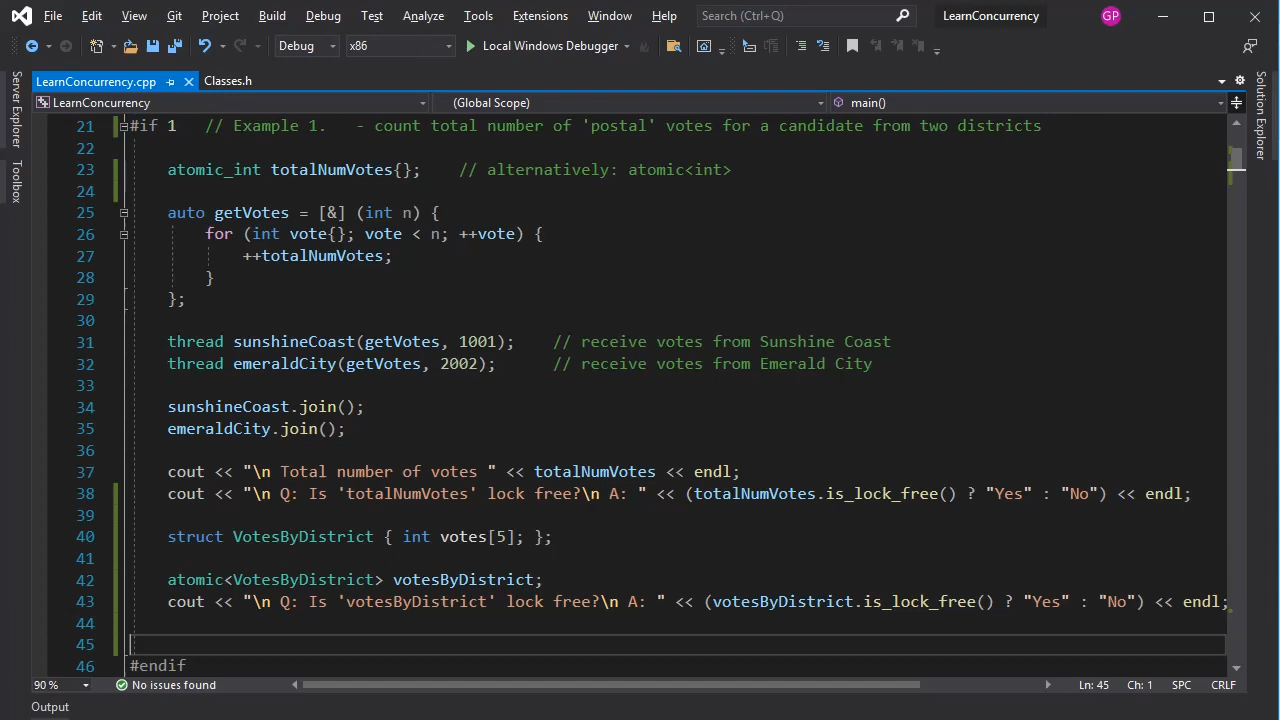 File Edit View Git Project Build Debug Test Analyze Tools Extensions Window Help Search (Ctrl+Q) LearnConcurrency GP
Debug x86 Local Windows Debugger
LearnConcurrency.cpp Classes.h
LearnConcurrency (Global Scope) main()
Server Explorer
Toolbox
Solution Explorer
21 #if 1 // Example 1. - count total number of 'postal' votes for a candidate from two districts
22
23 atomic_int totalNumVotes{}; // alternatively: atomic<int>
24
25 auto getVotes = [&] (int n) {
26 for (int vote{}; vote < n; ++vote) {
27 ++totalNumVotes;
28 }
29 };
30
31 thread sunshineCoast(getVotes, 1001); // receive votes from Sunshine Coast
32 thread emeraldCity(getVotes, 2002); // receive votes from Emerald City
33
34 sunshineCoast.join();
35 emeraldCity.join();
36
37 cout << "\n Total number of votes " << totalNumVotes << endl;
38 cout << "\n Q: Is 'totalNumVotes' lock free?\n A: " << (totalNumVotes.is_lock_free() ? "Yes" : "No") << endl;
39
40 struct VotesByDistrict { int votes[5]; };
41
42 atomic<VotesByDistrict> votesByDistrict;
43 cout << "\n Q: Is 'votesByDistrict' lock free?\n A: " << (votesByDistrict.is_lock_free() ? "Yes" : "No") << endl;
44
45
46 #endif
90 % No issues found Ln: 45 Ch: 1 SPC CRLF
Output